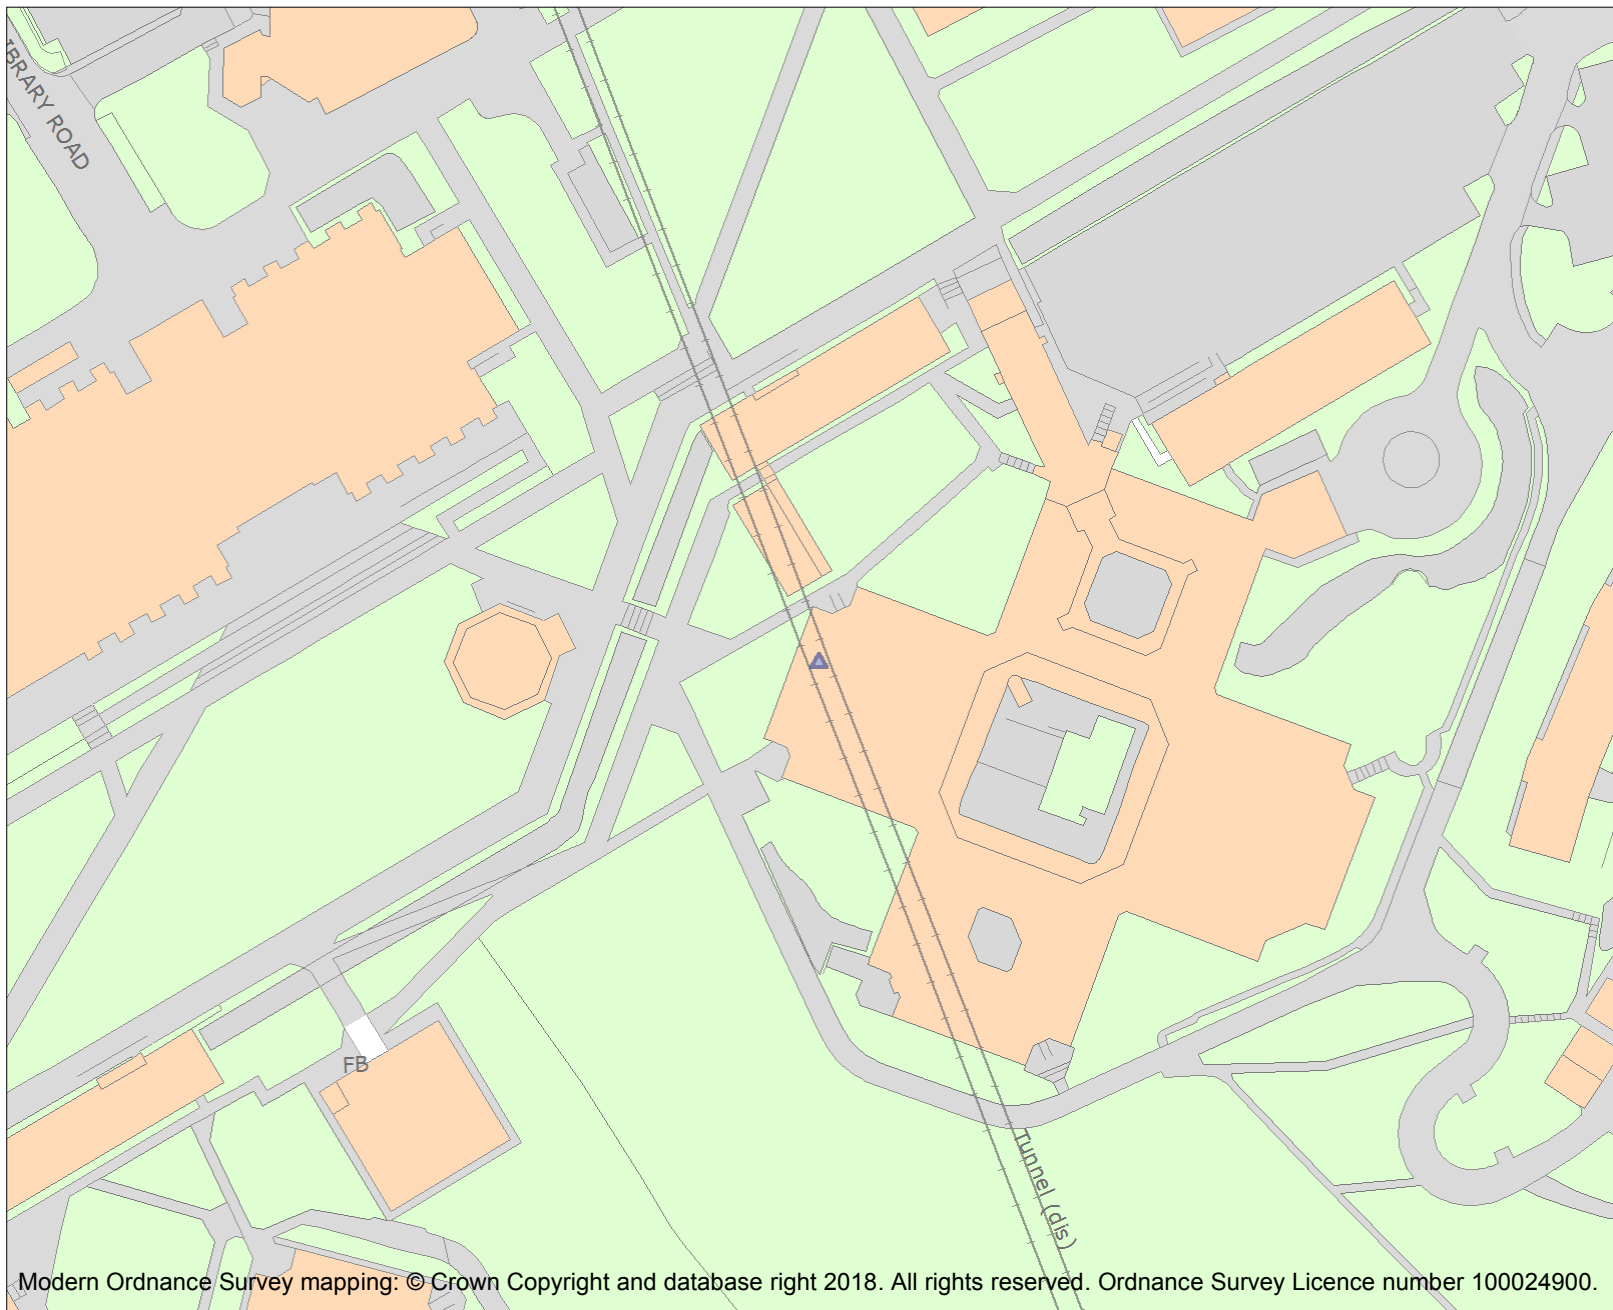 IBRARY ROAD
FB
Tunnel (dis)
Modern Ordnance Survey mapping: © Crown Copyright and database right 2018. All rights reserved. Ordnance Survey Licence number 100024900.